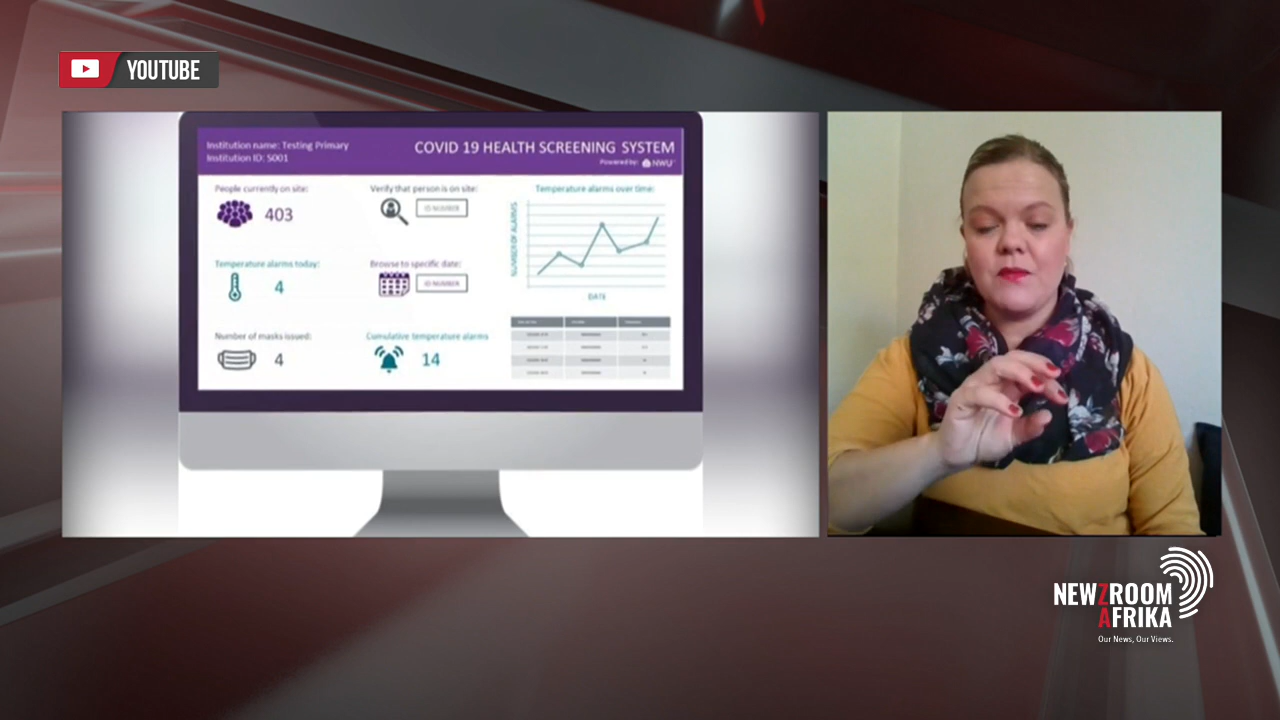 YOUTUBE
Institution name: Testing Primary
Institution ID: S001
COVID 19 HEALTH SCREENING SYSTEM
Powered by: NWU
People currently on site:
403
Verify that person is on site:
ID NUMBER
Temperature alarms over time:
NUMBER OF ALARMS
DATE
Temperature alarms today:
4
Browse to specific date:
ID NUMBER
Number of masks issued:
4
Cumulative temperature alarms
14
NEWZROOM
AFRIKA
Our News, Our Views.